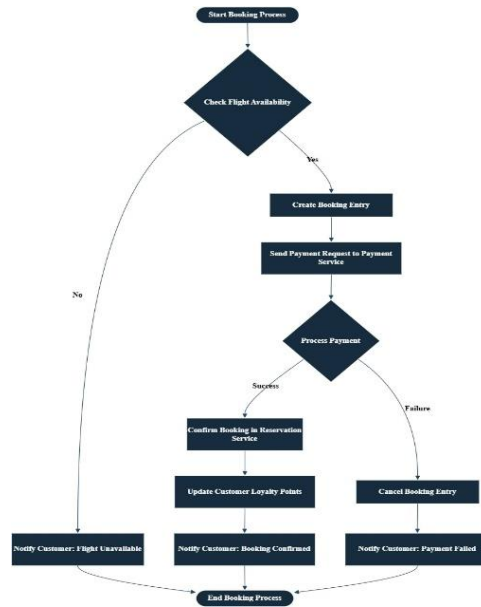 Start Booking Process
Check Flight Availability
Yes
Create Booking Entry
Send Payment Request to Payment
Service
No
Process Payment
Success
Failure
Confirm Booking in Reservation
Service
Update Customer Loyalty Points
Cancel Booking Entry
Notify Customer: Flight Unavailable
Notify Customer: Booking Confirmed
Notify Customer: Payment Failed
End Booking Process